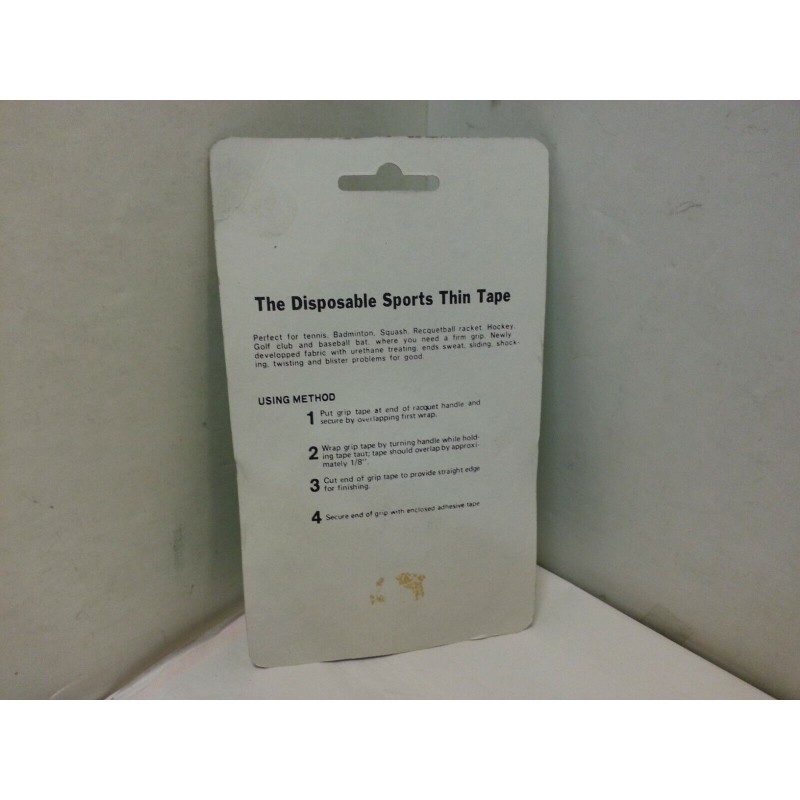 The Disposable Sports Thin Tape
Perfect for tennis, Badminton, Squash, Recquetball racket, Hockey,
Golf club and baseball bat, where you need a firm grip. Newly
developped fabric with urethane treating, ends sweat, sliding, shock-
ing, twisting and blister problems for good.
USING METHOD
1 Put grip tape at end of racquet handle and
secure by overlapping first wrap.
2 Wrap grip tape by turning handle while hold-
ing tape taut; tape should overlap by approxi-
mately 1/8".
3 Cut end of grip tape to provide straight edge
for finishing.
4 Secure end of grip with enclosed adhesive tape